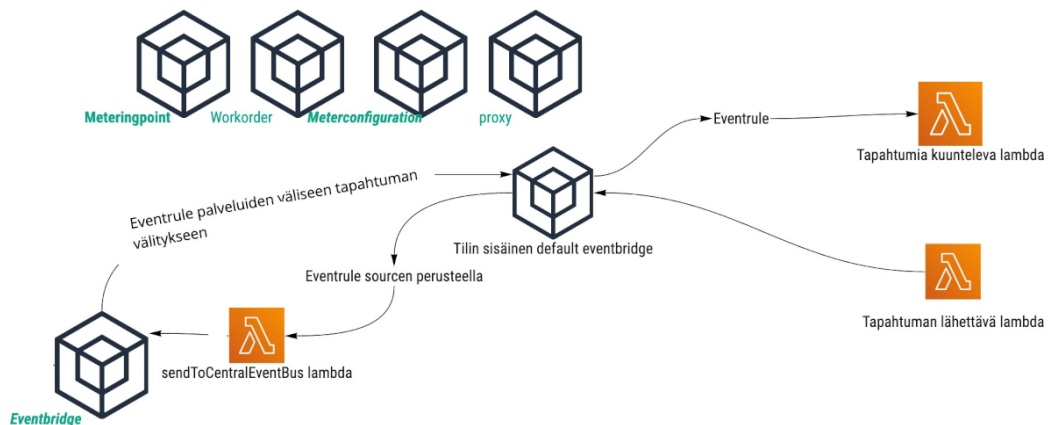 Meteringpoint
Workorder
Meterconfiguration
proxy
Eventrule
Tapahtumia kuunteleva lambda
Eventrule palveluiden väliseen tapahtuman
välitykseen
Tilin sisäinen default eventbridge
Eventrule sourcen perusteella
Tapahtuman lähettävä lambda
sendToCentralEventBus lambda
Eventbridge